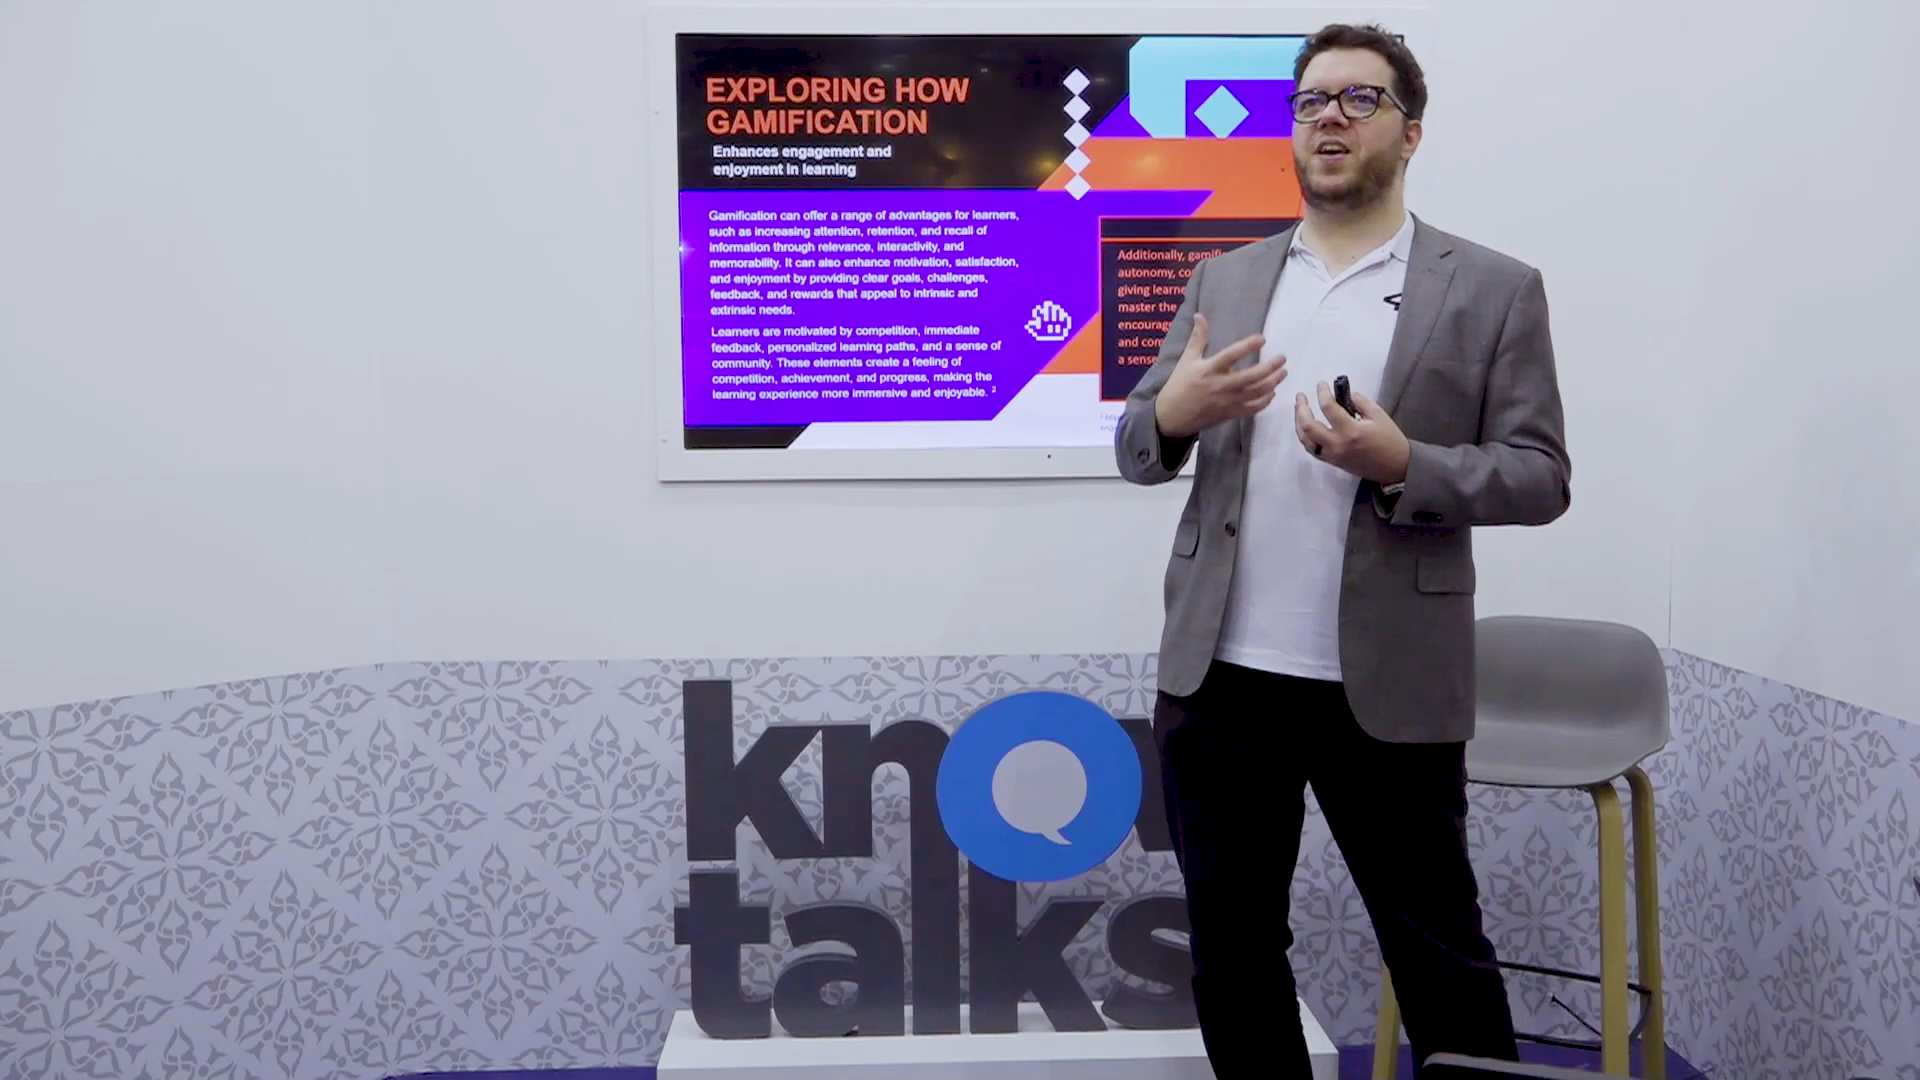 EXPLORING HOW
GAMIFICATION
Enhances engagement and
enjoyment in learning
Gamification can offer a range of advantages for learners,
such as increasing attention, retention, and recall of
information through relevance, interactivity, and
memorability. It can also enhance motivation, satisfaction,
and enjoyment by providing clear goals, challenges,
feedback, and rewards that appeal to intrinsic and
extrinsic needs.
Learners are motivated by competition, immediate
feedback, personalized learning paths, and a sense of
community. These elements create a feeling of
competition, achievement, and progress, making the
learning experience more immersive and enjoyable. 2
Additionally,
autonomy,
giving
master the
and
a
know
talks